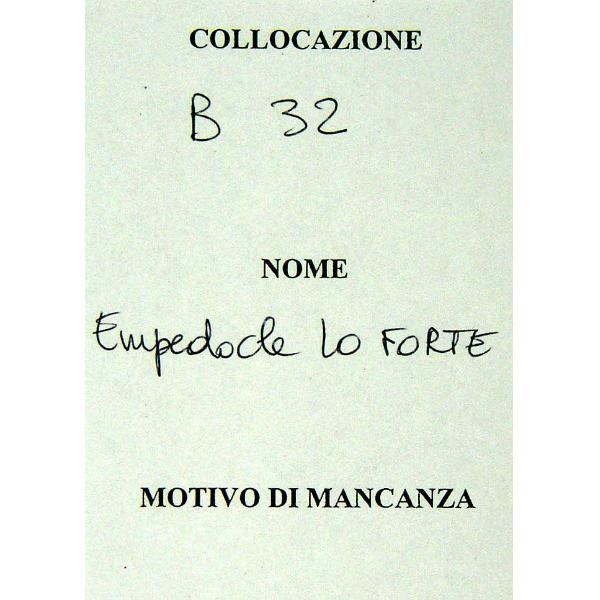 COLLOCAZIONE
B 32
NOME
Empedocle Lo FORTE
MOTIVO DI MANCANZA